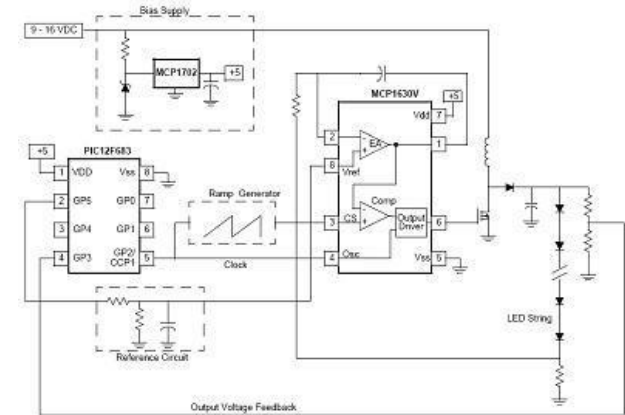 Bias Supply
9 - 16 VDC
MCP1702
+5
MCP1630V
+5
Vdd 7
2 EA 1
8 Vref
+5
PIC12F683
1 VDD Vss 8
2 GP5 GP0 7
3 GP4 GP1 6
4 GP3 GP2/ CCP1 5
Ramp Generator
Comp
3 CS Output Driver 6
4 Osc Vss 5
Clock
Reference Circuit
LED String
Output Voltage Feedback